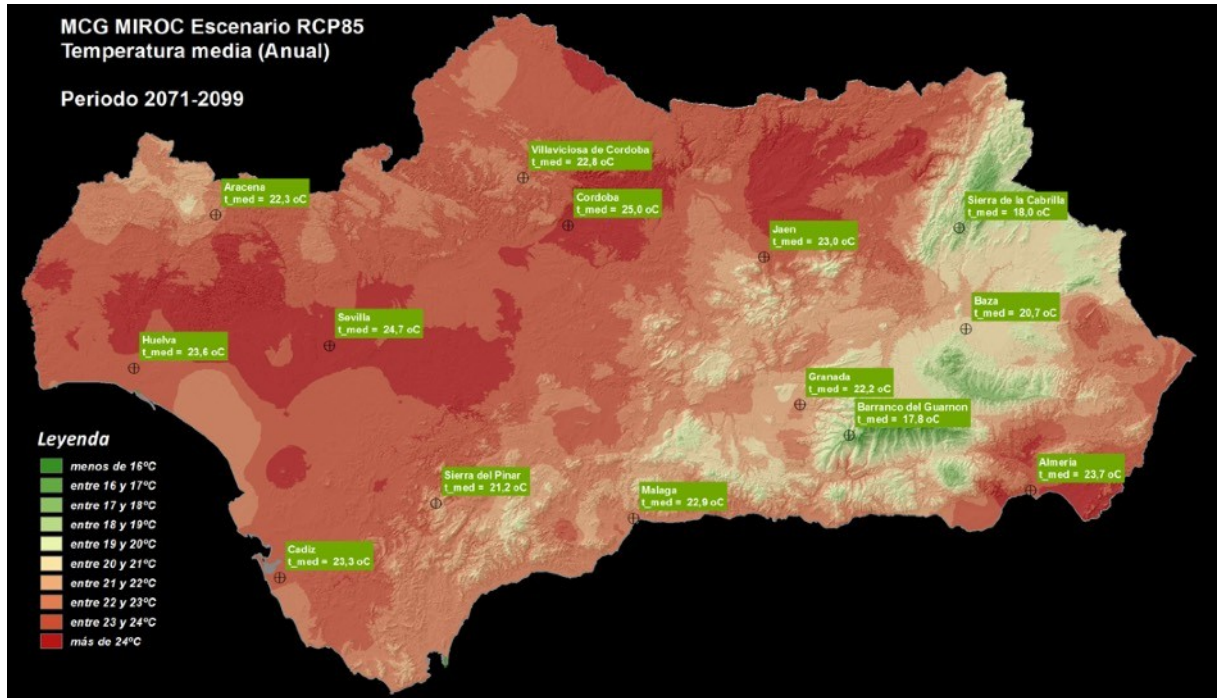 MCG MIROC Escenario RCP85
Temperatura media (Anual)
Periodo 2071-2099
Villaviciosa de Cordoba
t_med = 22,8 oC
Aracena
t_med = 22,3 oC
Cordoba
t_med = 25,0 oC
Sierra de la Cabrilla
t_med = 18,0 oC
Jaen
t_med = 23,0 oC
Baza
t_med = 20,7 oC
Sevilla
t_med = 24,7 oC
Huelva
t_med = 23,6 oC
Granada
t_med = 22,2 oC
Barranco del Guarnon
t_med = 17,8 oC
Almeria
t_med = 23,7 oC
Sierra del Pinar
t_med = 21,2 oC
Malaga
t_med = 22,9 oC
Cadiz
t_med = 23,3 oC
Leyenda
menos de 16ºC
entre 16 y 17ºC
entre 17 y 18ºC
entre 18 y 19ºC
entre 19 y 20ºC
entre 20 y 21ºC
entre 21 y 22ºC
entre 22 y 23ºC
entre 23 y 24ºC
más de 24ºC